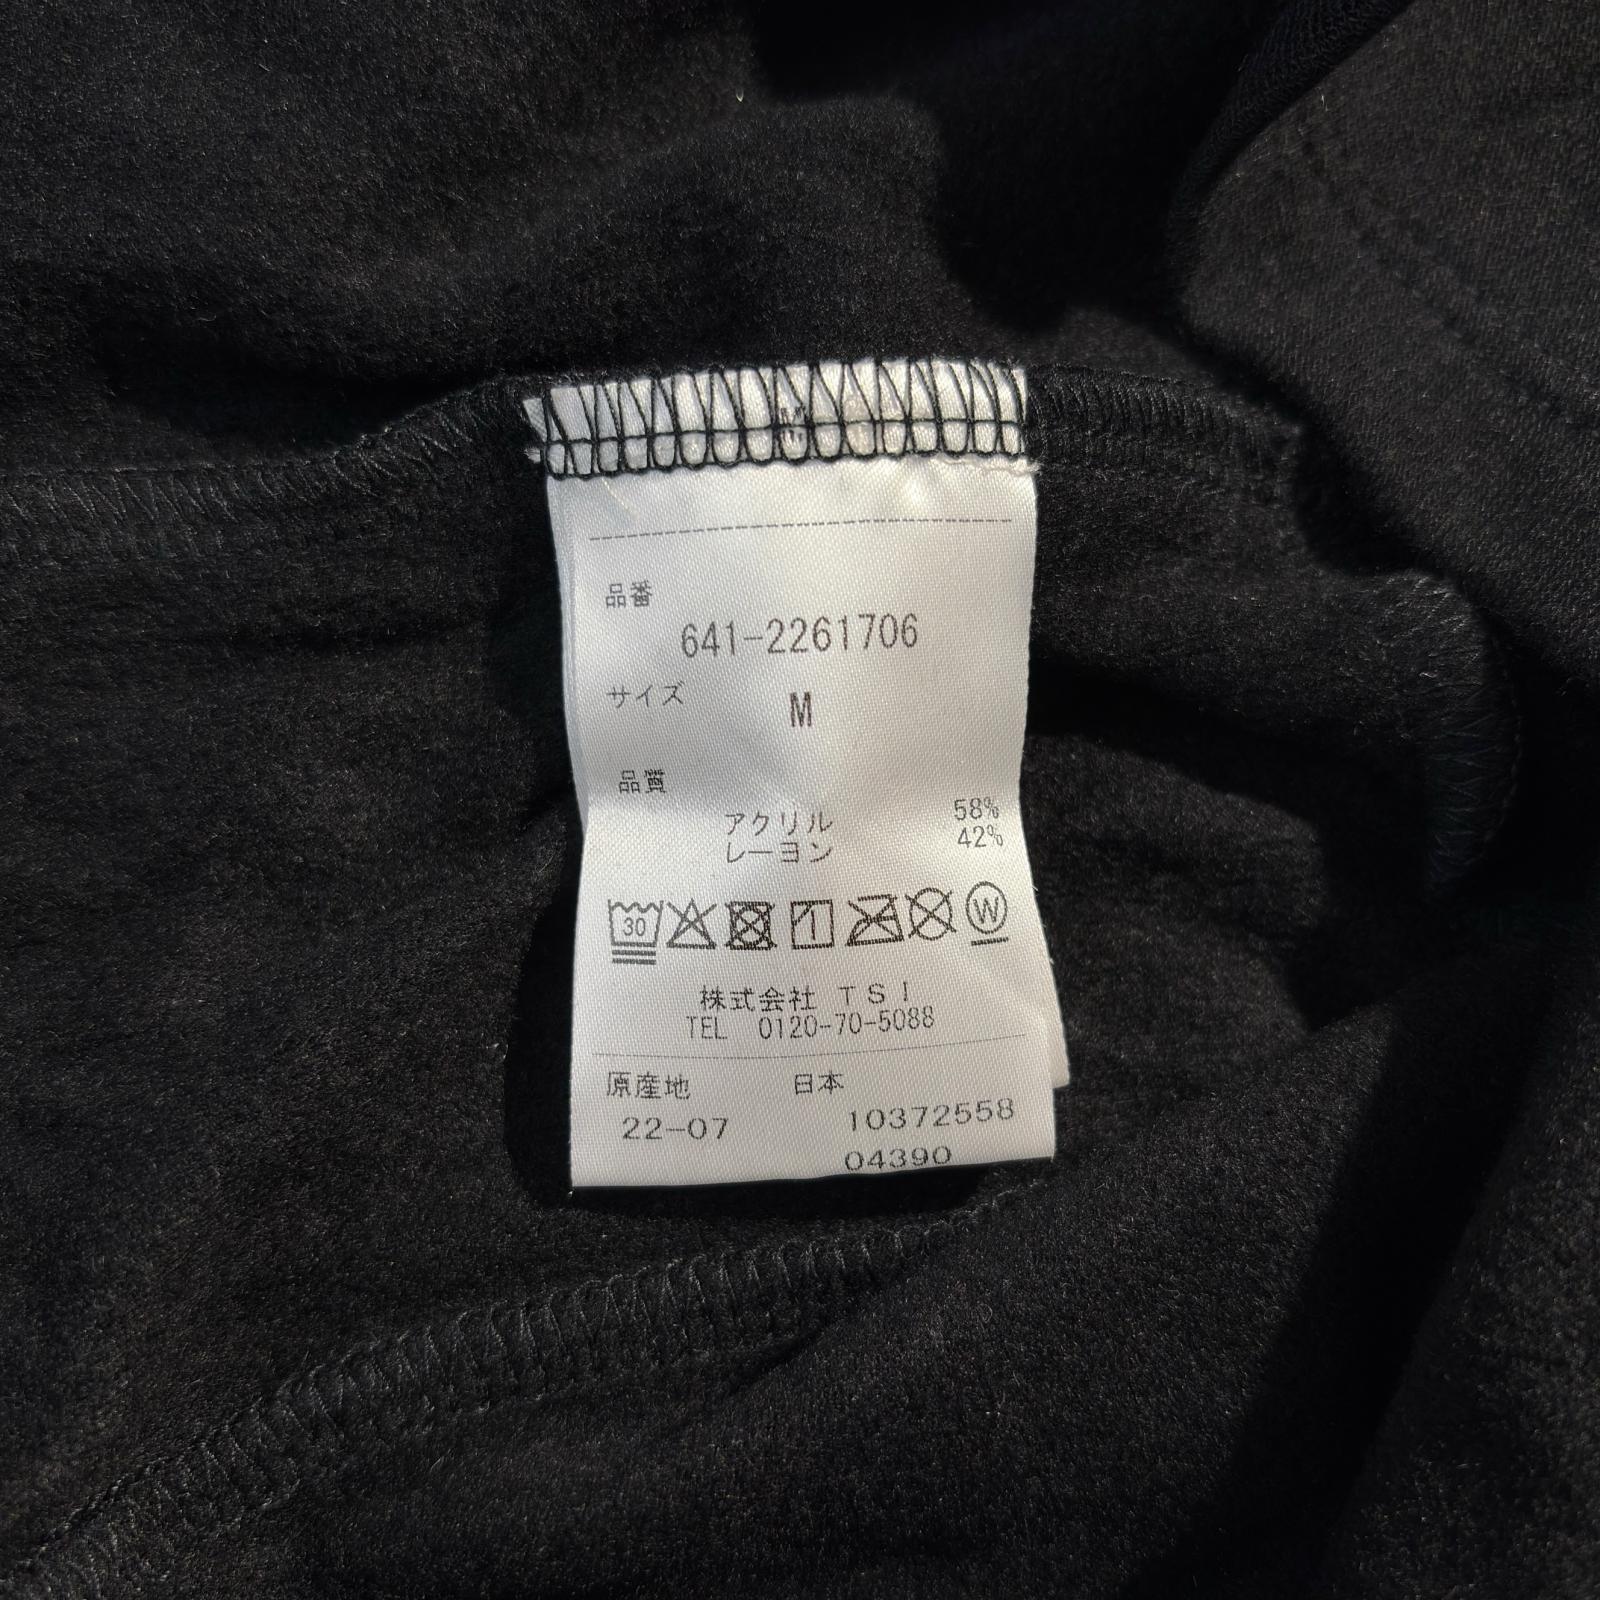 品番
641-2261706
サイズ M
品質
アクリル 58%
レーヨン 42%
30 W
株式会社 TSI
TEL 0120-70-5088
原産地 日本
22-07 10372558
04390